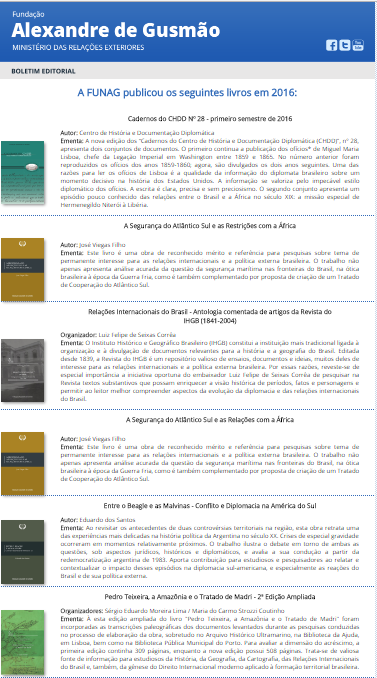 Fundação
Alexandre de Gusmão
MINISTÉRIO DAS RELAÇÕES EXTERIORES
BOLETIM EDITORIAL
A FUNAG publicou os seguintes livros em 2016:
Cadernos do CHDD Nº 28 - primeiro semestre de 2016
Autor: Centro de História e Documentação Diplomática
Ementa: A nova edição dos "Cadernos do Centro de História e Documentação Diplomática (CHDD)", nº 28,
apresenta dois conjuntos de documentos. O primeiro continua a publicação dos ofícios* de Miguel Maria
Lisboa, chefe da Legação Imperial em Washington entre 1859 e 1865. No número anterior foram
reproduzidos os ofícios dos anos 1859-1860; agora, são divulgados os dois anos seguintes. Uma das
razões para ler os ofícios de Lisboa é a qualidade da informação do diplomata brasileiro sobre um
momento decisivo na história dos Estados Unidos. A informação se valoriza pelo impecável estilo
diplomático dos ofícios. A escrita é clara, precisa e sem preciosismo. O segundo conjunto apresenta um
episódio pouco conhecido das relações entre o Brasil e a África no século XIX: a missão especial de
Hermenegildo Niterói à Libéria.
A Segurança do Atlântico Sul e as Restrições com a África
Autor: José Viegas Filho
Ementa: Este livro é uma obra de reconhecido mérito e referência para pesquisas sobre tema de
permanente interesse para as relações internacionais e a política externa brasileira. O trabalho não
apenas apresenta análise acurada da questão da segurança marítima nas fronteiras do Brasil, na ótica
brasileira à época da Guerra Fria, como é também complementado por proposta de criação de um Tratado
de Cooperação do Atlântico Sul.
Relações Internacionais do Brasil - Antologia comentada de artigos da Revista do
IHGB (1841-2004)
Organizador: Luiz Felipe de Seixas Corrêa
Ementa: O Instituto Histórico e Geográfico Brasileiro (IHGB) constitui a instituição mais tradicional ligada à
organização e à divulgação de documentos relevantes para a história e a geografia do Brasil. Editada
desde 1839, a Revista do IHGB é um repositório valioso de ensaios, documentos e ideias, muitos deles de
interesse para as relações internacionais e a política externa brasileira. Por essas razões, reveste-se de
especial importância a iniciativa oportuna do embaixador Luiz Felipe de Seixas Corrêa de pesquisar na
Revista textos substantivos que possam enriquecer a visão histórica de períodos, fatos e personagens e
permitir ao leitor melhor compreender aspectos da evolução da diplomacia e das relações internacionais
do Brasil.
A Segurança do Atlântico Sul e as Relações com a África
Autor: José Viegas Filho
Ementa: Este livro é uma obra de reconhecido mérito e referência para pesquisas sobre tema de
permanente interesse para as relações internacionais e a política externa brasileira. O trabalho não
apenas apresenta análise acurada da questão da segurança marítima nas fronteiras do Brasil, na ótica
brasileira à época da Guerra Fria, como é também complementado por proposta de criação de um Tratado
de Cooperação do Atlântico Sul.
Entre o Beagle e as Malvinas - Conflito e Diplomacia na América do Sul
Autor: Eduardo dos Santos
Ementa: Ao revisitar os antecedentes de duas controvérsias territoriais na região, esta obra retrata uma
das experiências mais delicadas na história política da Argentina no século XX. Crises de especial gravidade
ocorreram em momentos relativamente próximos. O trabalho ilustra o debate em torno de ambas as
questões, sob aspectos jurídicos, históricos e diplomáticos, e avalia a sua condução a partir da
redemocratização argentina de 1983. Aporta contribuição para estudiosos e pesquisadores ao relatar e
contextualizar o impacto desses episódios na diplomacia sul-americana, e especialmente as reações do
Brasil e de sua política externa.
Pedro Teixeira, a Amazônia e o Tratado de Madri - 2ª Edição Ampliada
Organizadores: Sérgio Eduardo Moreira Lima / Maria do Carmo Strozzi Coutinho
Ementa: À esta edição ampliada do livro "Pedro Teixeira, a Amazônia e o Tratado de Madri" foram
incorporadas as transcrições paleográficas dos documentos levantados durante as pesquisas conduzidas
no processo de elaboração da obra, sobretudo no Arquivo Histórico Ultramarino, na Biblioteca da Ajuda,
em Lisboa, bem como na Biblioteca Pública Municipal do Porto. Para avaliar a dimensão do acréscimo, a
primeira edição continha 309 páginas, enquanto a nova edição possui 508 páginas. Trata-se de valiosa
fonte de informação para estudiosos da História, da Geografia, da Cartografia, das Relações Internacionais
do Brasil e, também, da gênese do Direito Internacional moderno aplicado à formação territorial brasileira.